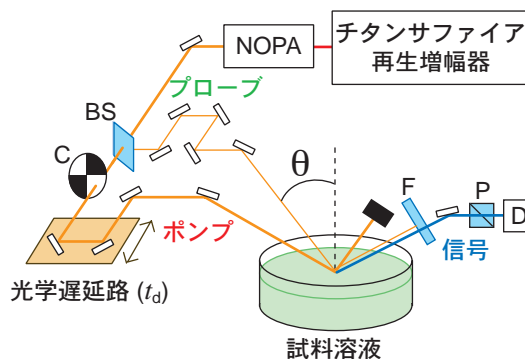 NOPA
チタンサファイア
再生増幅器
プローブ
BS
C
θ
F
P
D
ポンプ
信号
光学遅延路 (td)
試料溶液